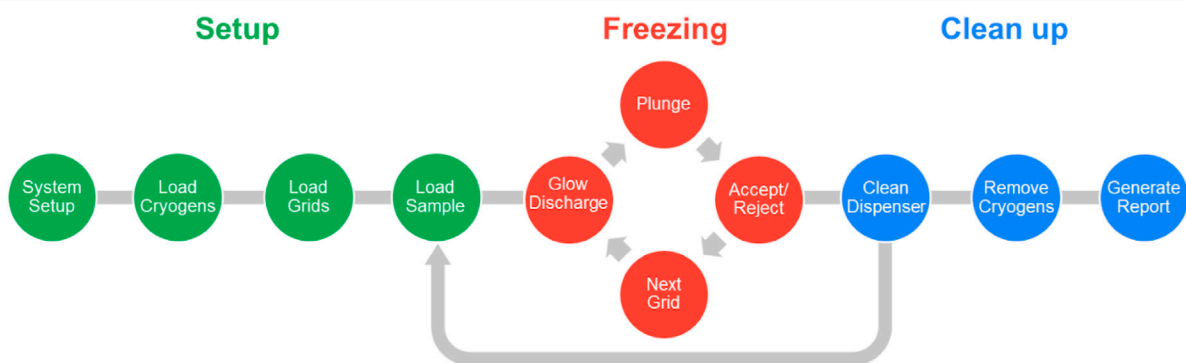 Setup
Freezing
Clean up
System
Setup
Load
Cryogens
Load
Grids
Load
Sample
Glow
Discharge
Plunge
Accept/
Reject
Next
Grid
Clean
Dispenser
Remove
Cryogens
Generate
Report